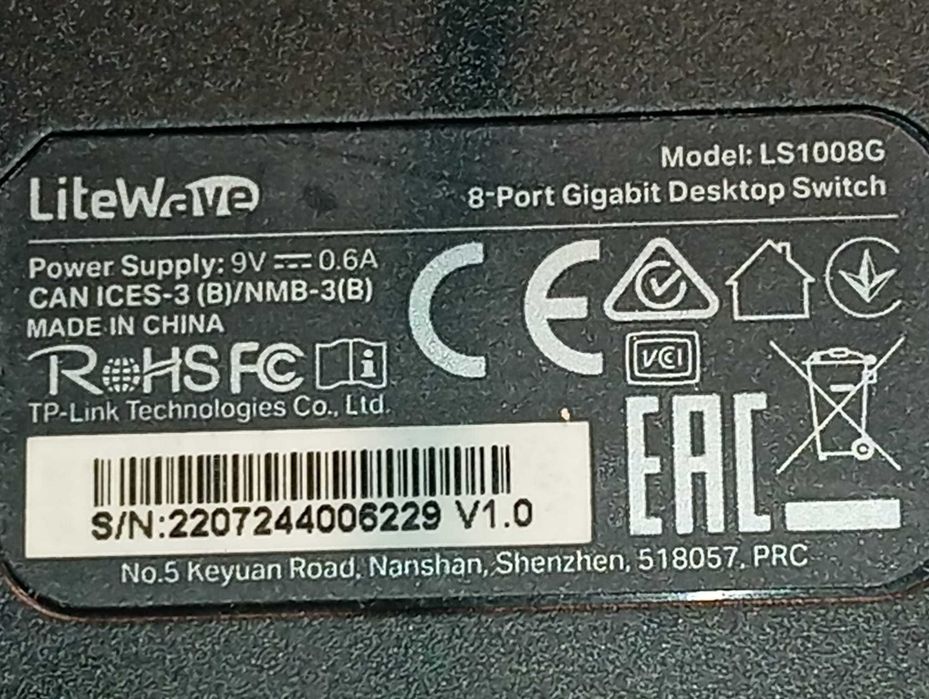 Model: LS1008G
LiteWave
8-Port Gigabit Desktop Switch
Power Supply: 9V ⎓ 0.6A
CAN ICES-3 (B)/NMB-3(B)
MADE IN CHINA
RoHS FC i
CE
VCCI
EAC
TP-Link Technologies Co., Ltd.
S/N:2207244006229 V1.0
No.5 Keyuan Road, Nanshan, Shenzhen, 518057, PRC